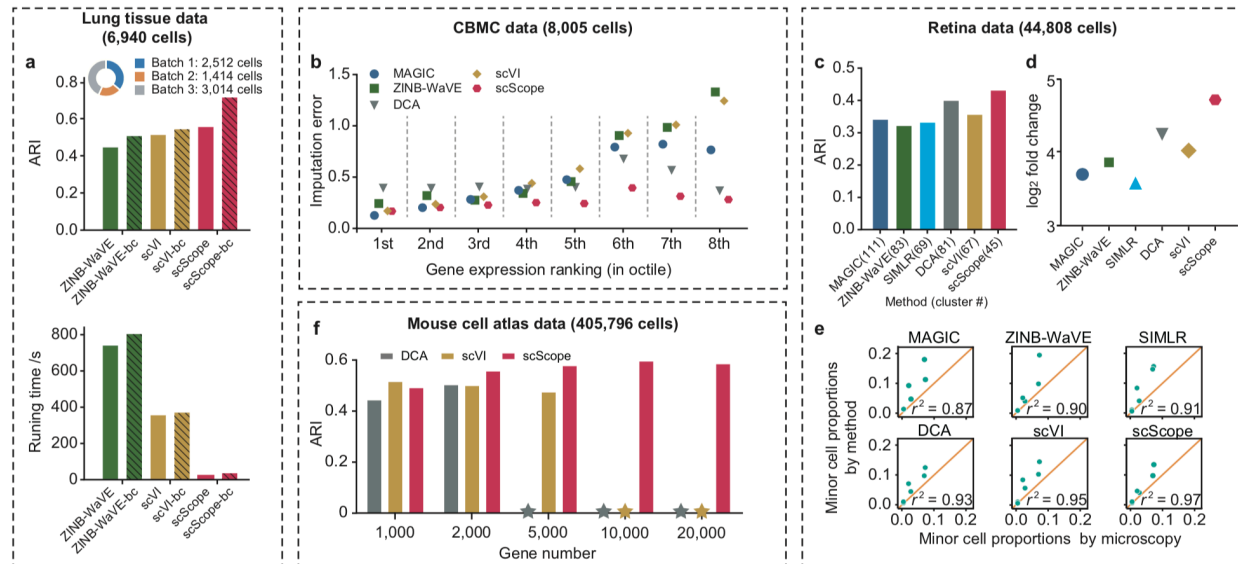 Lung tissue data
(6,940 cells)
a
Batch 1: 2,512 cells
Batch 2: 1,414 cells
Batch 3: 3,014 cells
0.8
0.6
0.4
0.2
0.0
ARI
ZINB-WaVE
ZINB-WaVE-bc
scVI
scVI-bc
scScope
scScope-bc
800
600
400
200
0
Runing time /s
ZINB-WaVE
ZINB-WaVE-bc
scVI
scVI-bc
scScope
scScope-bc
CBMC data (8,005 cells)
b
MAGIC
ZINB-WaVE
DCA
scVI
scScope
1.5
1.0
0.5
0.0
Imputation error
1st 2nd 3rd 4th 5th 6th 7th 8th
Gene expression ranking (in octile)
Mouse cell atlas data (405,796 cells)
f
DCA scVI scScope
0.6
0.4
0.2
0
ARI
1,000 2,000 5,000 10,000 20,000
Gene number
Retina data (44,808 cells)
c
0.5
0.4
0.3
0.2
0.1
0.0
ARI
MAGIC(111)
ZINB-WaVE(83)
SIMLR(69)
DCA(81)
scVI(67)
scScope(45)
Method (cluster #)
d
5
4
3
log2 fold change
MAGIC
ZINB-WaVE
SIMLR
DCA
scVI
scScope
e
MAGIC ZINB-WaVE SIMLR
0.2
0.1
0.0
r² = 0.87 r² = 0.90 r² = 0.91
DCA scVI scScope
0.2
0.1
0.0
r² = 0.93 r² = 0.95 r² = 0.97
0.0 0.1 0.2 0.0 0.1 0.2 0.0 0.1 0.2
Minor cell proportions
by method
Minor cell proportions by microscopy